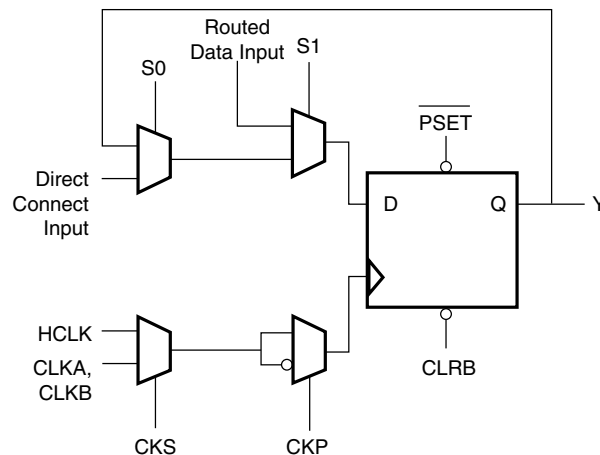 Routed
Data Input
S1
S0
PSET
Direct
Connect
Input
D
Q
Y
HCLK
CLKA,
CLKB
CLRB
CKS
CKP